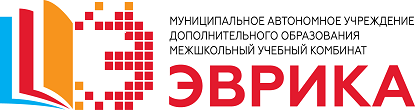 МУНИЦИПАЛЬНОЕ АВТОНОМНОЕ УЧРЕЖДЕНИЕ
ДОПОЛНИТЕЛЬНОГО ОБРАЗОВАНИЯ
МЕЖШКОЛЬНЫЙ УЧЕБНЫЙ КОМБИНАТ
ЭВРИКА